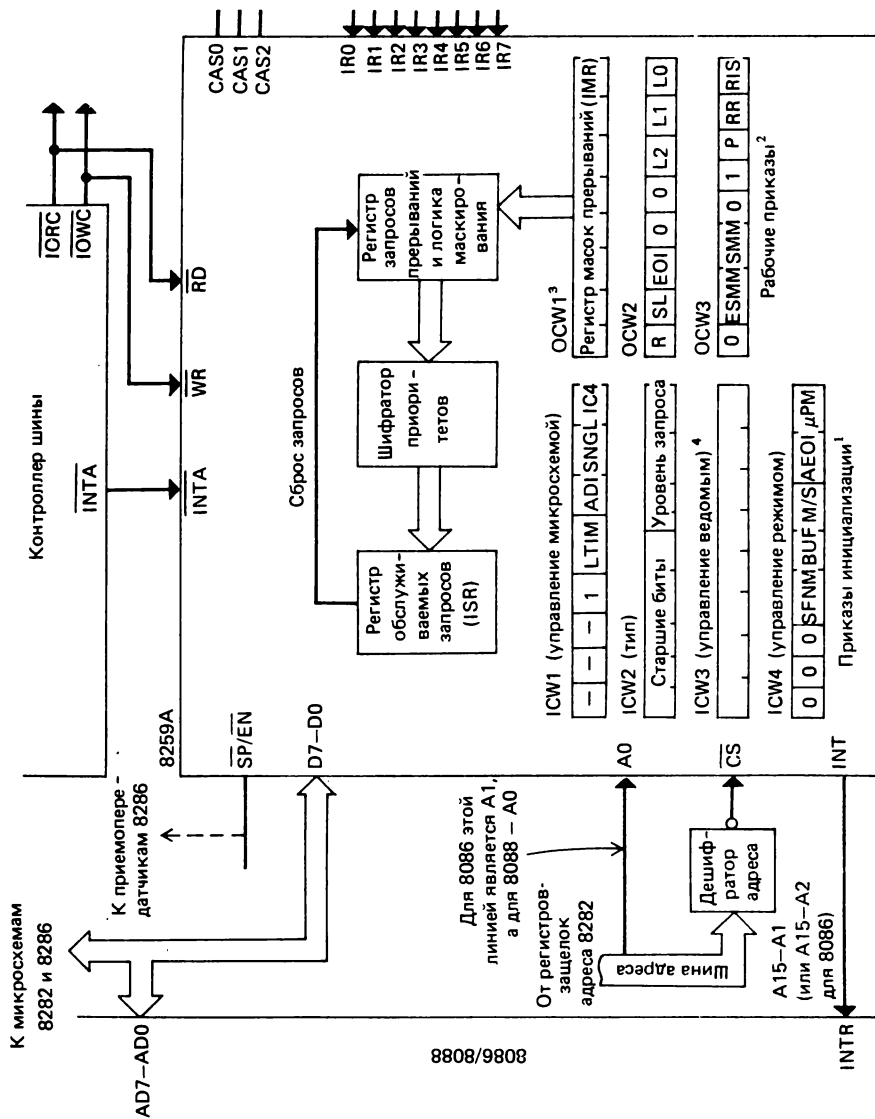 К микросхемам
8282 и 8286
К приемопере-
датчикам 8286
Контроллер шины
IORC
IOWC
INTA
AD7–AD0
8259A
SP/EN
D7–D0
INTA
WR
RD
CAS0
CAS1
CAS2
IR0
IR1
IR2
IR3
IR4
IR5
IR6
IR7
Сброс запросов
Регистр
обслужи-
ваемых
запросов
(ISR)
Шифратор
приори-
тетов
Регистр
запросов
прерываний
и логика
маскиро-
вания
8086/8088
Для 8086 этой
линией является A1,
а для 8088 – A0
От регистров-
защелок
адреса 8282
Шина адреса
Дешиф-
ратор
адреса
A15–A1
(или A15–A2
для 8086)
A0
CS
INT
INTR
ICW1 (управление микросхемой)
– – – 1 LTIM ADI SNGL IC4
ICW2 (тип)
Старшие биты Уровень запроса
ICW3 (управление ведомым) 4
ICW4 (управление режимом)
0 0 0 SFNM BUF M/S AEOI μPM
Приказы инициализации 1
OCW1 3
Регистр масок прерываний (IMR)
OCW2
R SL EOI 0 0 L2 L1 L0
OCW3
0 ESMM SMM 0 1 P RR RIS
Рабочие приказы 2